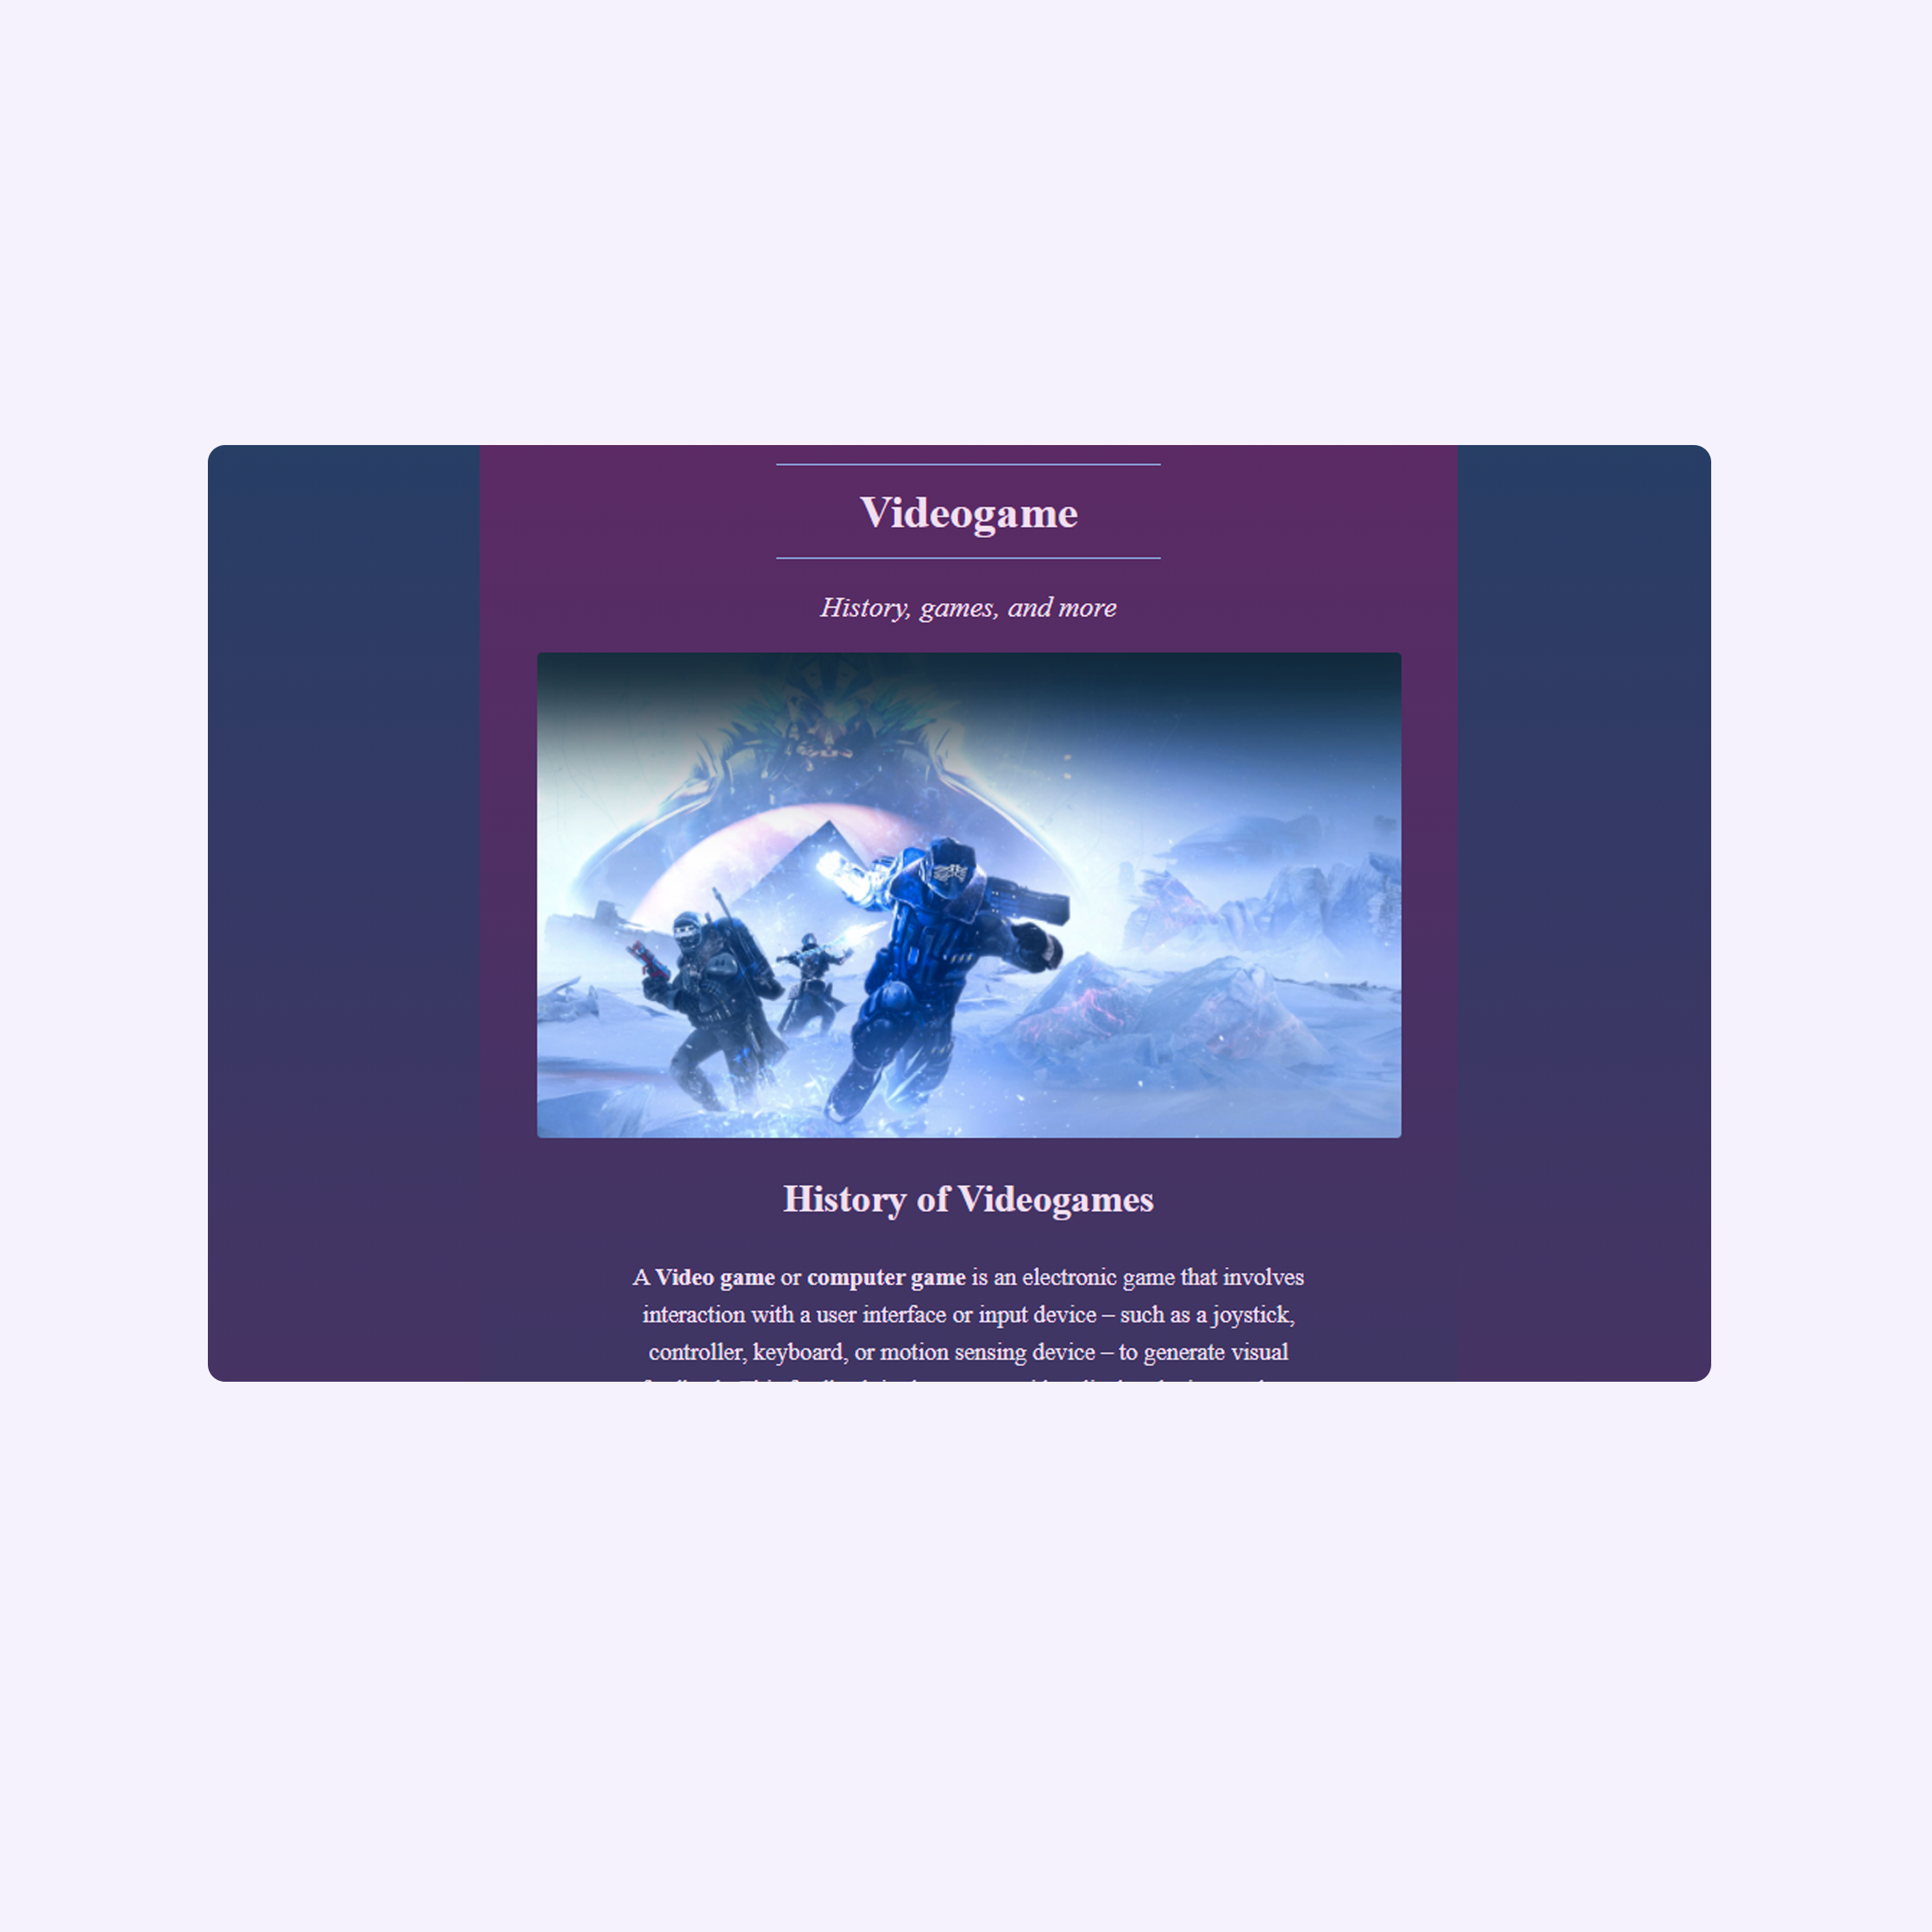 Videogame
History, games, and more
History of Videogames
A Video game or computer game is an electronic game that involves
interaction with a user interface or input device – such as a joystick,
controller, keyboard, or motion sensing device – to generate visual